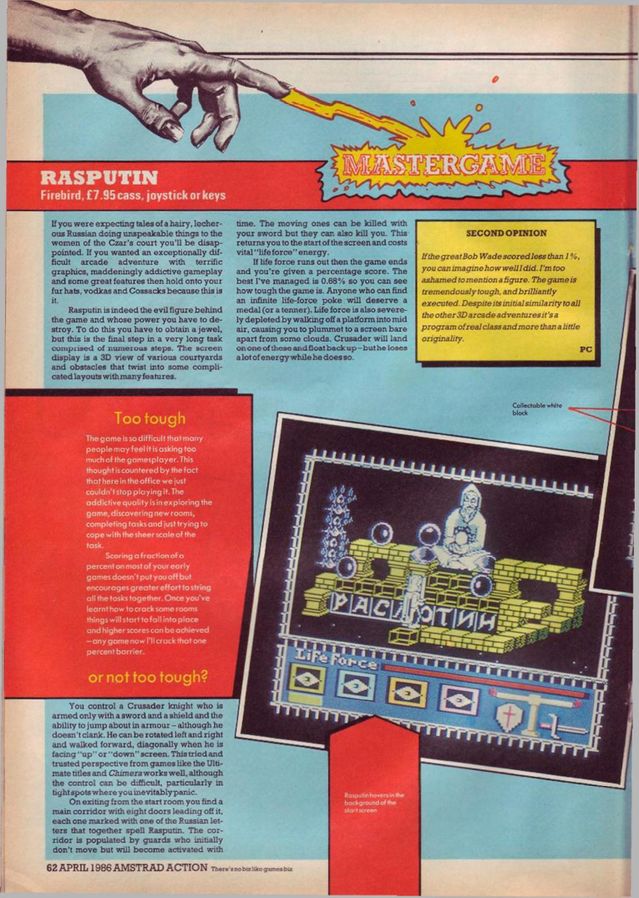 MASTERGAME
RASPUTIN
Firebird, £7.95 cass, joystick or keys
If you were expecting tales of a hairy, lecher-
ous Russian doing unspeakable things to the
women of the Czar's court you'll be disap-
pointed. If you wanted an exceptionally dif-
ficult arcade adventure with terrific
graphics, maddeningly addictive gameplay
and some great features then hold onto your
fur hats, vodkas and Cossacks because this is
it.
Rasputin is indeed the evil figure behind
the game and whose power you have to de-
stroy. To do this you have to obtain a jewel,
but this is the final step in a very long task
comprised of numerous steps. The screen
display is a 3D view of various courtyards
and obstacles that twist into some compli-
cated layouts with many features.
Too tough
The game is so difficult that many
people may feel it is asking too
much of the gamesplayer. This
thought is countered by the fact
that here in the office we just
couldn't stop playing it. The
addictive quality is in exploring the
game, discovering new rooms,
completing tasks and just trying to
cope with the sheer scale of the
task.
Scoring a fraction of a
percent on most of your early
games doesn't put you off but
encourages greater effort to string
all the tasks together. Once you've
learnt how to crack some rooms
things will start to fall into place
and higher scores can be achieved
– any game now I'll crack that one
percent barrier.
or not too tough?
You control a Crusader knight who is
armed only with a sword and a shield and the
ability to jump about in armour – although he
doesn't clank. He can be rotated left and right
and walked forward, diagonally when he is
facing "up" or "down" screen. This tried and
trusted perspective from games like the Ulti-
mate titles and Chimera works well, although
the control can be difficult, particularly in
tight spots where you inevitably panic.
On exiting from the start room you find a
main corridor with eight doors leading off it,
each one marked with one of the Russian let-
ters that together spell Rasputin. The cor-
ridor is populated by guards who initially
don't move but will become activated with
time. The moving ones can be killed with
your sword but they can also kill you. This
returns you to the start of the screen and costs
vital "life force" energy.
If life force runs out then the game ends
and you're given a percentage score. The
best I've managed is 0.68% so you can see
how tough the game is. Anyone who can find
an infinite life-force poke will deserve a
medal (or a tenner). Life force is also severe-
ly depleted by walking off a platform into mid
air, causing you to plummet to a screen bare
apart from some clouds. Crusader will land
on one of these and float back up – but he loses
a lot of energy while he does so.
SECOND OPINION
If the great Bob Wade scored less than 1%,
you can imagine how well I did. I'm too
ashamed to mention a figure. The game is
tremendously tough, and brilliantly
executed. Despite its initial similarity to all
the other 3D arcade adventures it's a
program of real class and more than a little
originality.
PC
Collectable white
block
РАСПУТИН
Life Force
Rasputin hovers in the
background of the
start screen
62 APRIL 1986 AMSTRAD ACTION There's no biz like games biz